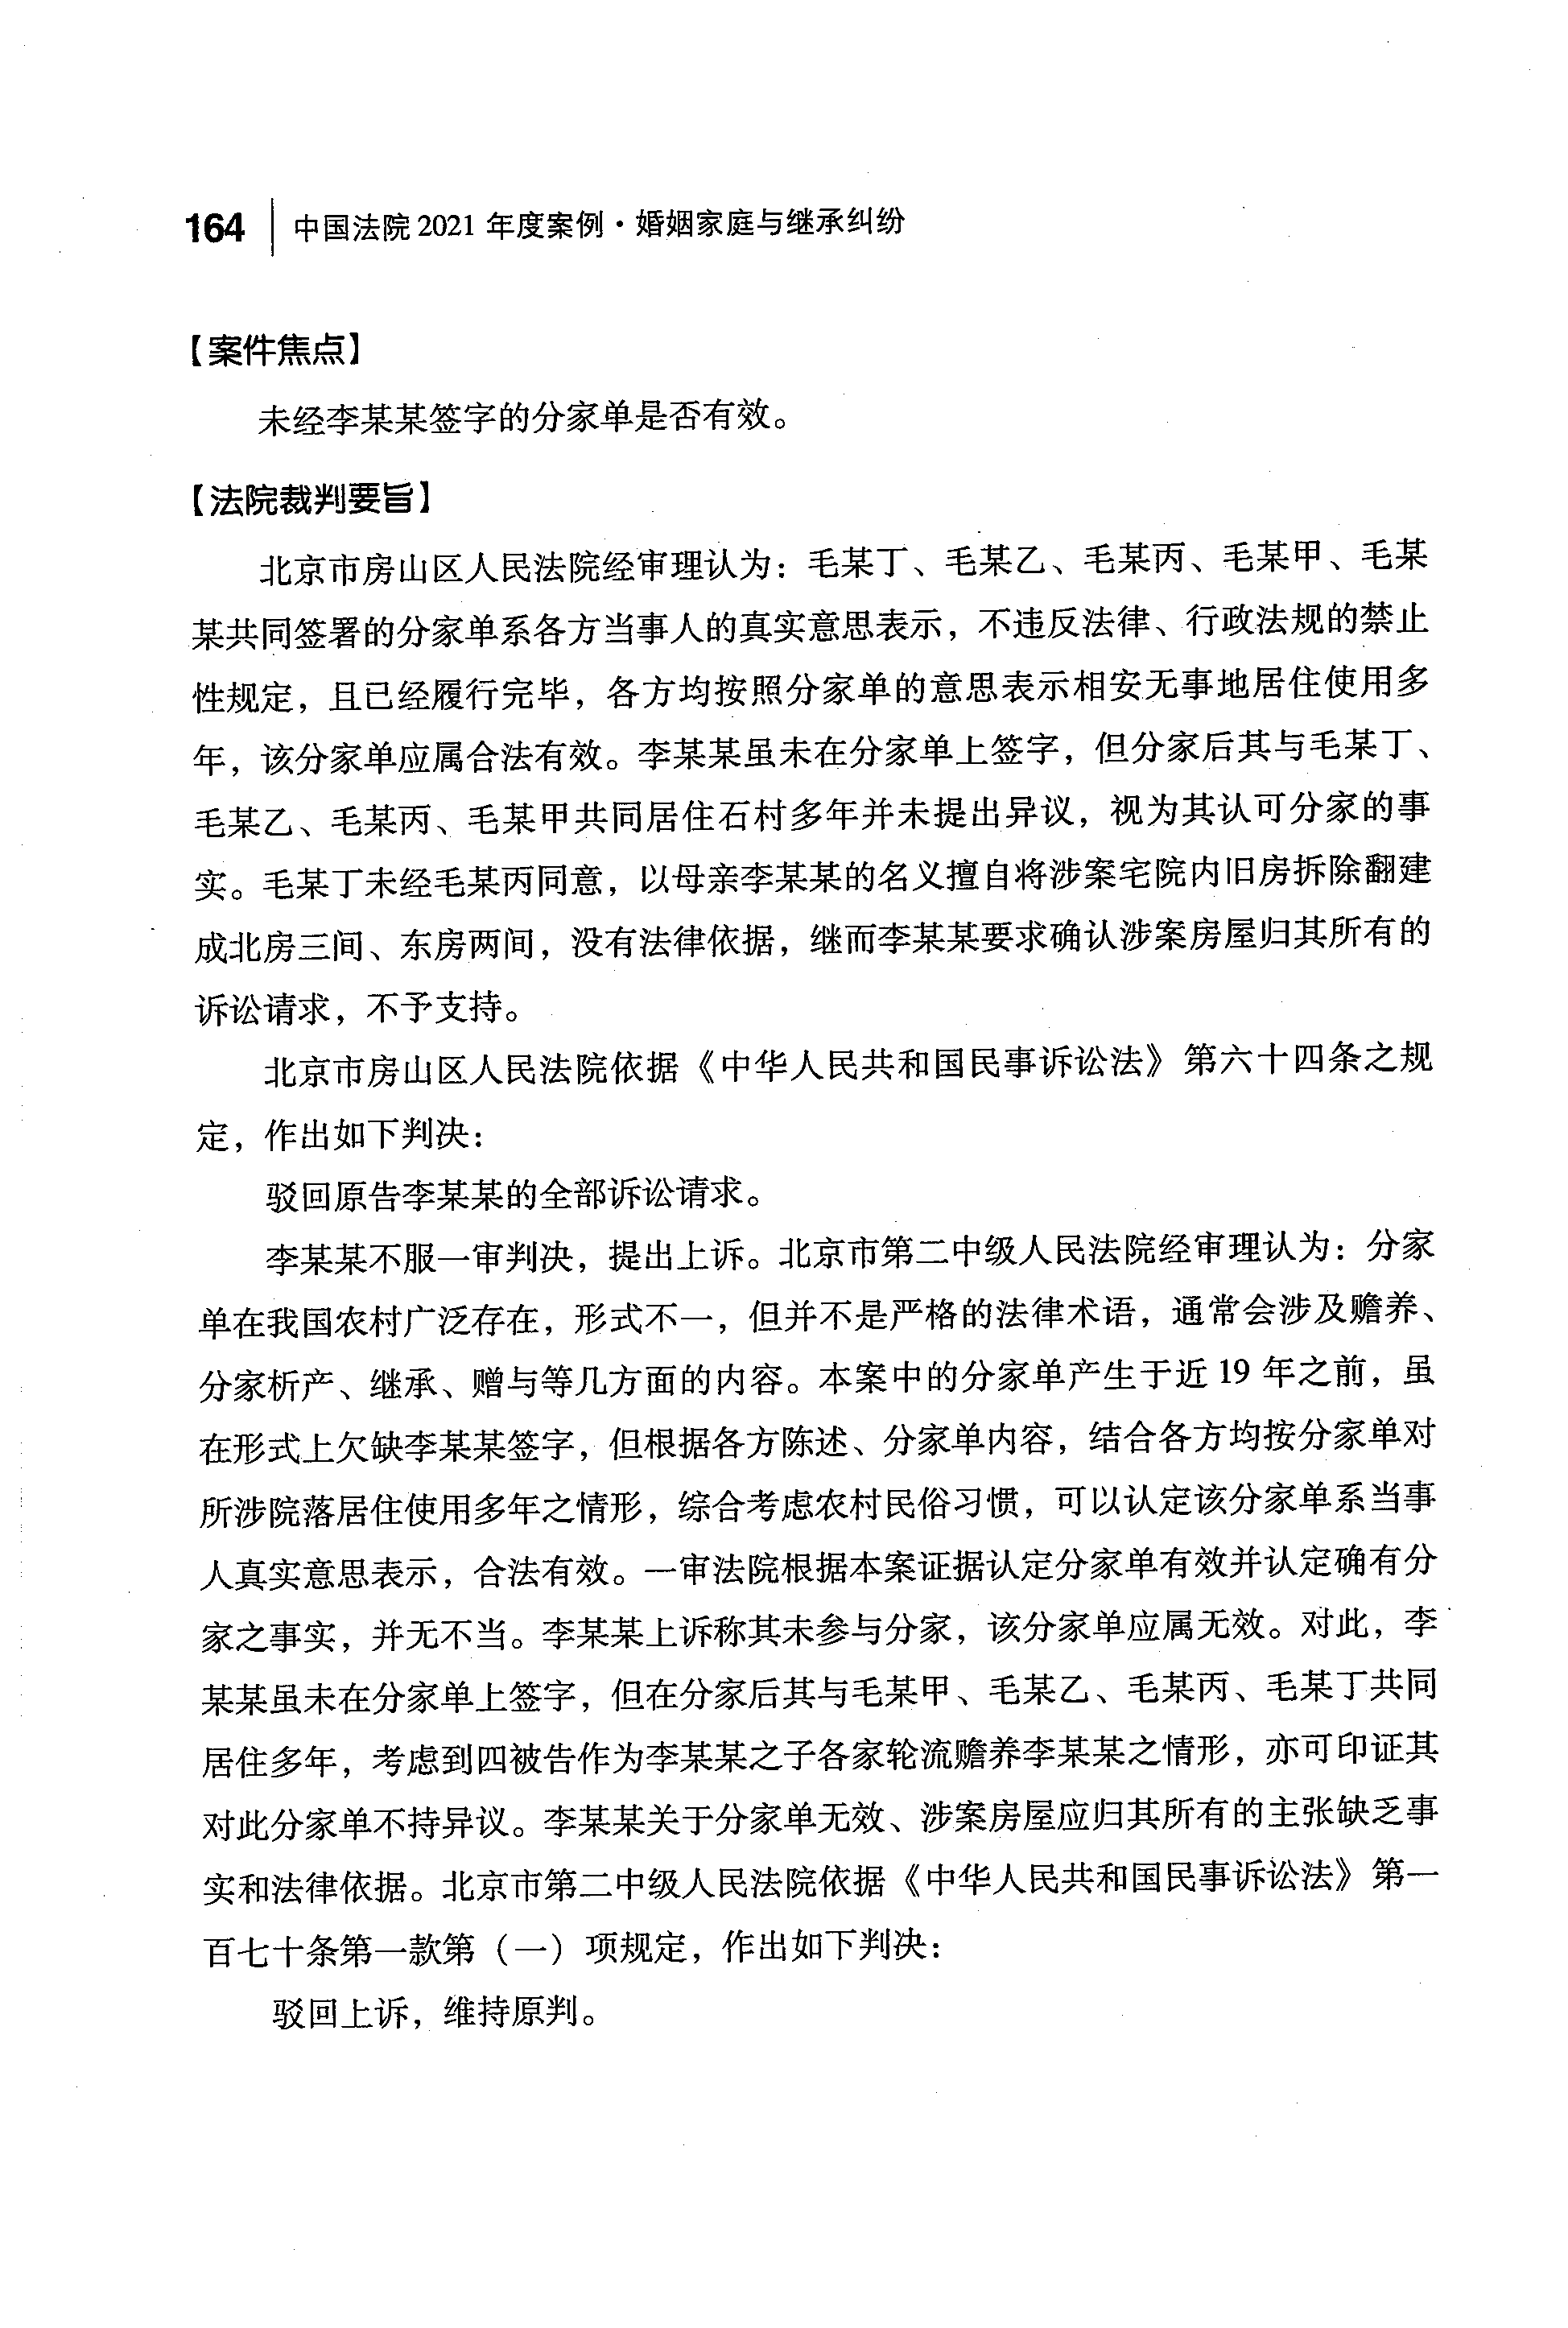 164 中国法院 2021 年度案例·婚姻家庭与继承纠纷
【案件焦点】
未经李某某签字的分家单是否有效。
【法院裁判要旨】
北京市房山区人民法院经审理认为：毛某丁、毛某乙、毛某丙、毛某甲、毛某
某共同签署的分家单系各方当事人的真实意思表示，不违反法律、行政法规的禁止
性规定，且已经履行完毕，各方均按照分家单的意思表示相安无事地居住使用多
年，该分家单应属合法有效。李某某虽未在分家单上签字，但分家后其与毛某丁、
毛某乙、毛某丙、毛某甲共同居住石村多年并未提出异议，视为其认可分家的事
实。毛某丁未经毛某丙同意，以母亲李某某的名义擅自将涉案宅院内旧房拆除翻建
成北房三间、东房两间，没有法律依据，继而李某某要求确认涉案房屋归其所有的
诉讼请求，不予支持。
北京市房山区人民法院依据《中华人民共和国民事诉讼法》第六十四条之规
定，作出如下判决：
驳回原告李某某的全部诉讼请求。
李某某不服一审判决，提出上诉。北京市第二中级人民法院经审理认为：分家
单在我国农村广泛存在，形式不一，但并不是严格的法律术语，通常会涉及赡养、
分家析产、继承、赠与等几方面的内容。本案中的分家单产生于近 19 年之前，虽
在形式上欠缺李某某签字，但根据各方陈述、分家单内容，结合各方均按分家单对
所涉院落居住使用多年之情形，综合考虑农村民俗习惯，可以认定该分家单系当事
人真实意思表示，合法有效。一审法院根据本案证据认定分家单有效并认定确有分
家之事实，并无不当。李某某上诉称其未参与分家，该分家单应属无效。对此，李
某某虽未在分家单上签字，但在分家后其与毛某甲、毛某乙、毛某丙、毛某丁共同
居住多年，考虑到四被告作为李某某之子各家轮流赡养李某某之情形，亦可印证其
对此分家单不持异议。李某某关于分家单无效、涉案房屋应归其所有的主张缺乏事
实和法律依据。北京市第二中级人民法院依据《中华人民共和国民事诉讼法》第一
百七十条第一款第（一）项规定，作出如下判决：
驳回上诉，维持原判。